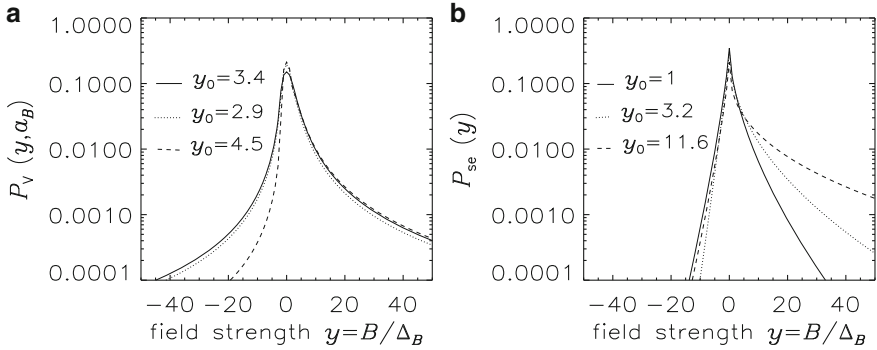 a
1.0000
0.1000
0.0100
0.0010
0.0001
P_V (y,a_B)
y₀=3.4
y₀=2.9
y₀=4.5
−40 −20 0 20 40
field strength y=B/Δ_B
b
1.0000
0.1000
0.0100
0.0010
0.0001
P_se (y)
y₀=1
y₀=3.2
y₀=11.6
−40 −20 0 20 40
field strength y=B/Δ_B